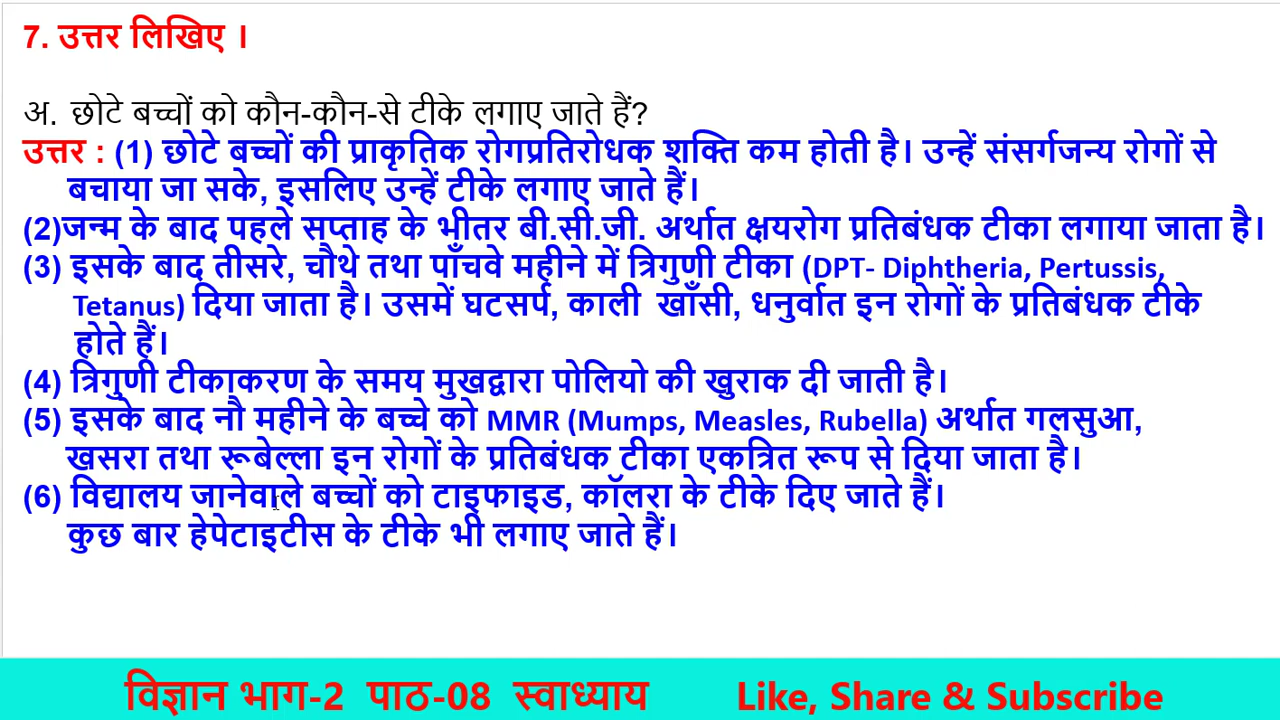 7. उत्तर लिखिए ।
अ. छोटे बच्चों को कौन-कौन-से टीके लगाए जाते हैं?
उत्तर : (1) छोटे बच्चों की प्राकृतिक रोगप्रतिरोधक शक्ति कम होती है। उन्हें संसर्गजन्य रोगों से
बचाया जा सके, इसलिए उन्हें टीके लगाए जाते हैं।
(2)जन्म के बाद पहले सप्ताह के भीतर बी.सी.जी. अर्थात क्षयरोग प्रतिबंधक टीका लगाया जाता है।
(3) इसके बाद तीसरे, चौथे तथा पाँचवे महीने में त्रिगुणी टीका (DPT- Diphtheria, Pertussis,
Tetanus) दिया जाता है। उसमें घटसर्प, काली खाँसी, धनुर्वात इन रोगों के प्रतिबंधक टीके
होते हैं।
(4) त्रिगुणी टीकाकरण के समय मुखद्वारा पोलियो की खुराक दी जाती है।
(5) इसके बाद नौ महीने के बच्चे को MMR (Mumps, Measles, Rubella) अर्थात गलसुआ,
खसरा तथा रूबेल्ला इन रोगों के प्रतिबंधक टीका एकत्रित रूप से दिया जाता है।
(6) विद्यालय जानेवाले बच्चों को टाइफाइड, कॉलरा के टीके दिए जाते हैं।
कुछ बार हेपेटाइटीस के टीके भी लगाए जाते हैं।
विज्ञान भाग-2 पाठ-08 स्वाध्याय Like, Share & Subscribe